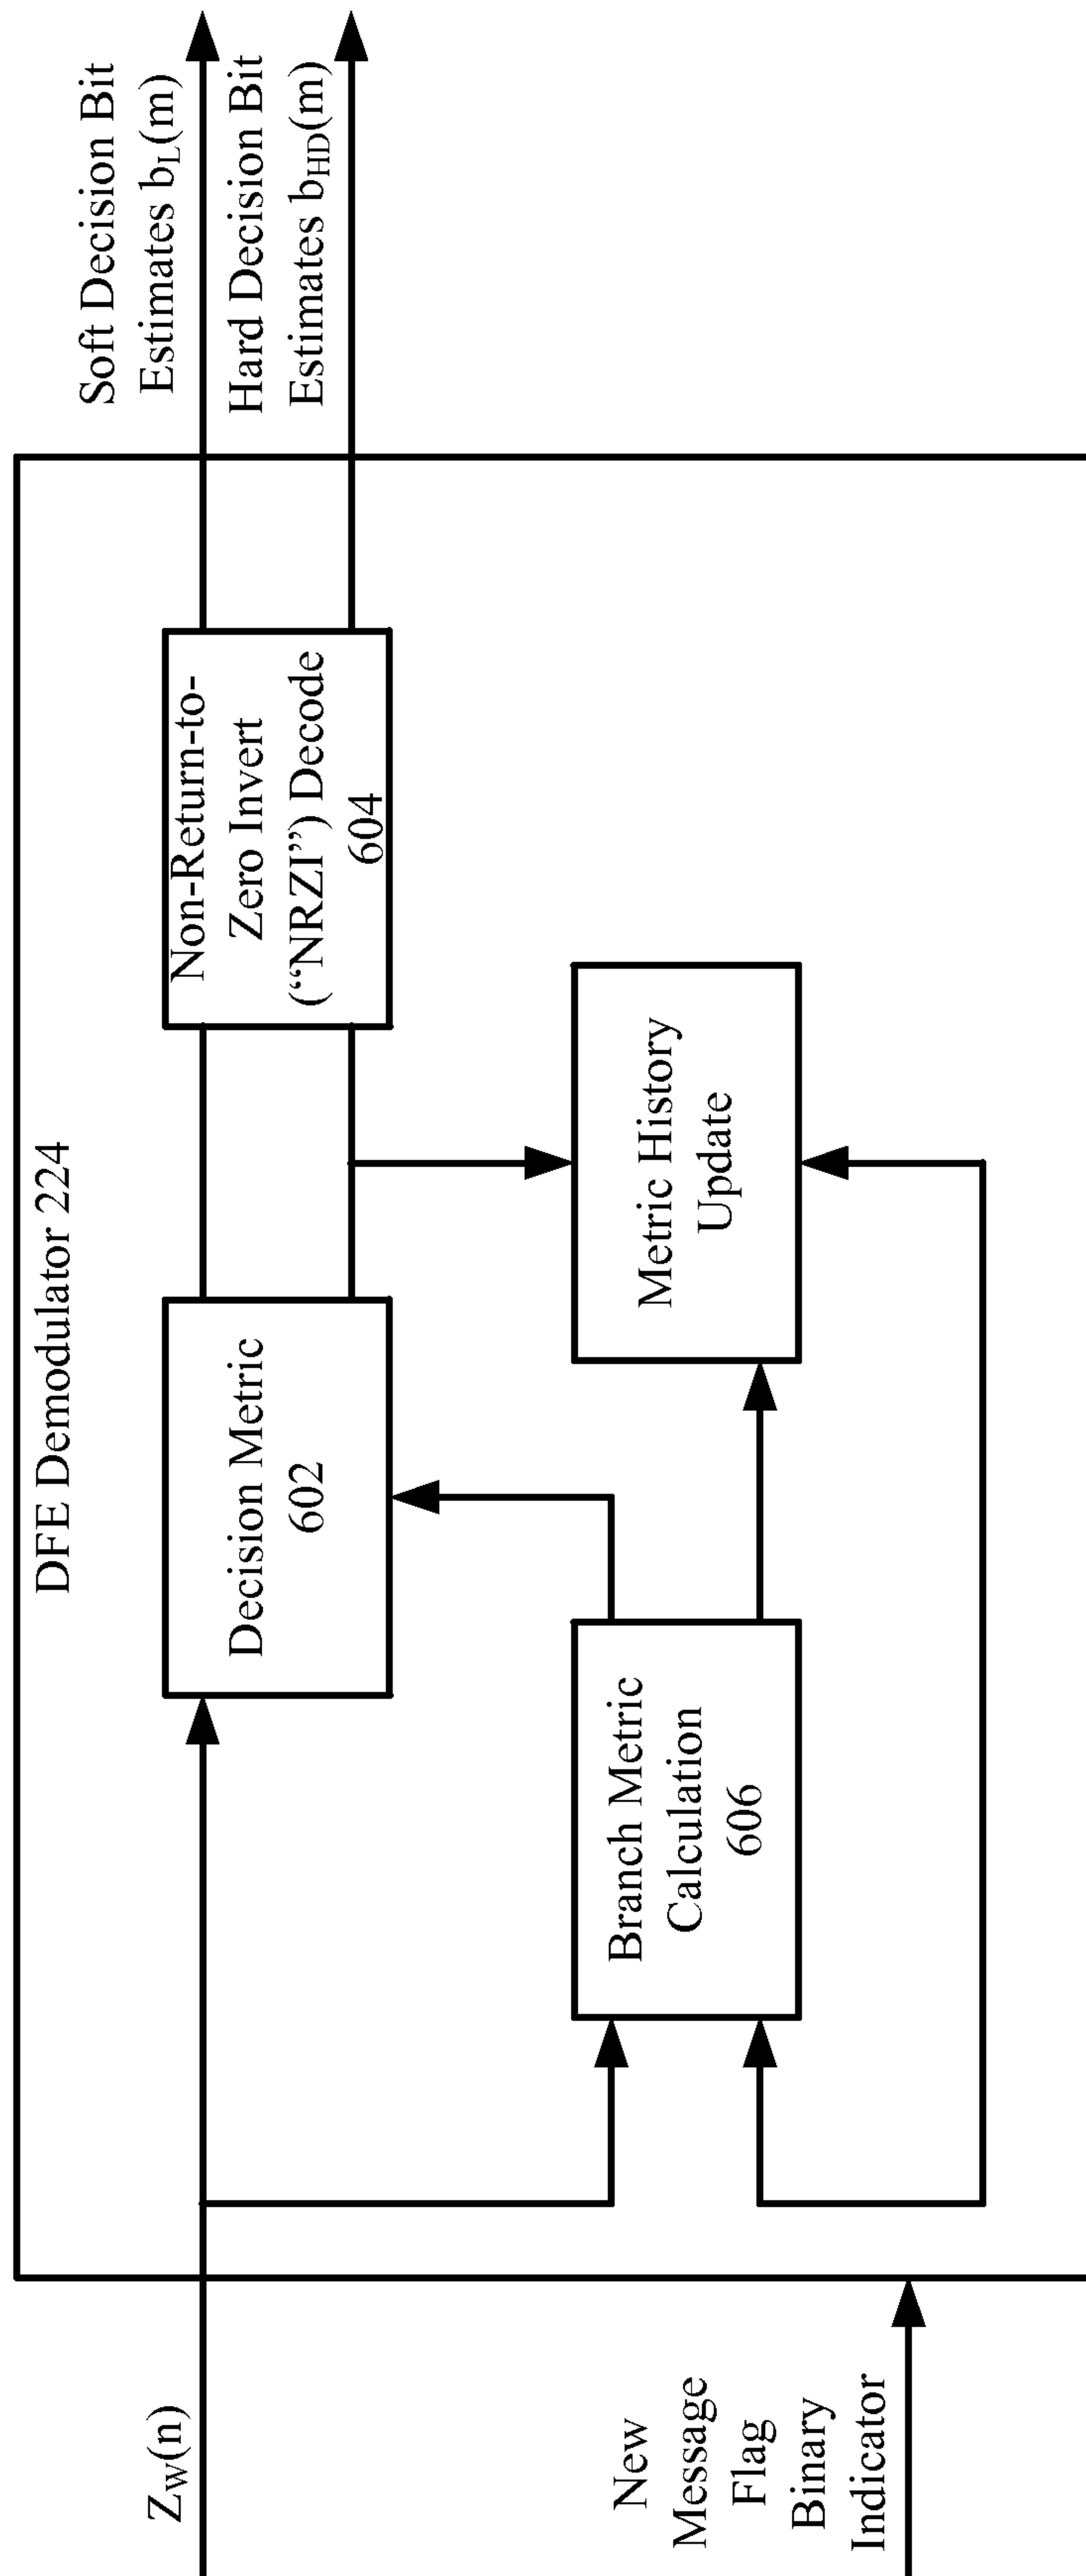 DFE Demodulator 224
Z_W(n)
New
Message
Flag
Binary
Indicator
Decision Metric
602
Branch Metric
Calculation
606
Metric History
Update
Non-Return-to-
Zero Invert
(“NRZI”) Decode
604
Soft Decision Bit
Estimates b_L(m)
Hard Decision Bit
Estimates b_HD(m)